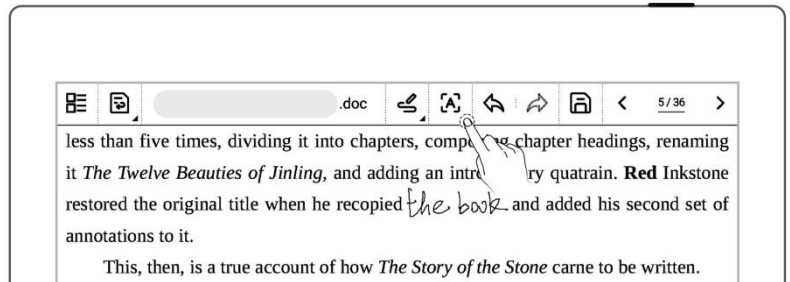 .doc 5/36
less than five times, dividing it into chapters, chapter headings, renaming
it The Twelve Beauties of Jinling, and adding an quatrain. Red Inkstone
restored the original title when he recopied the book and added his second set of
annotations to it.
This, then, is a true account of how The Story of the Stone carne to be written.